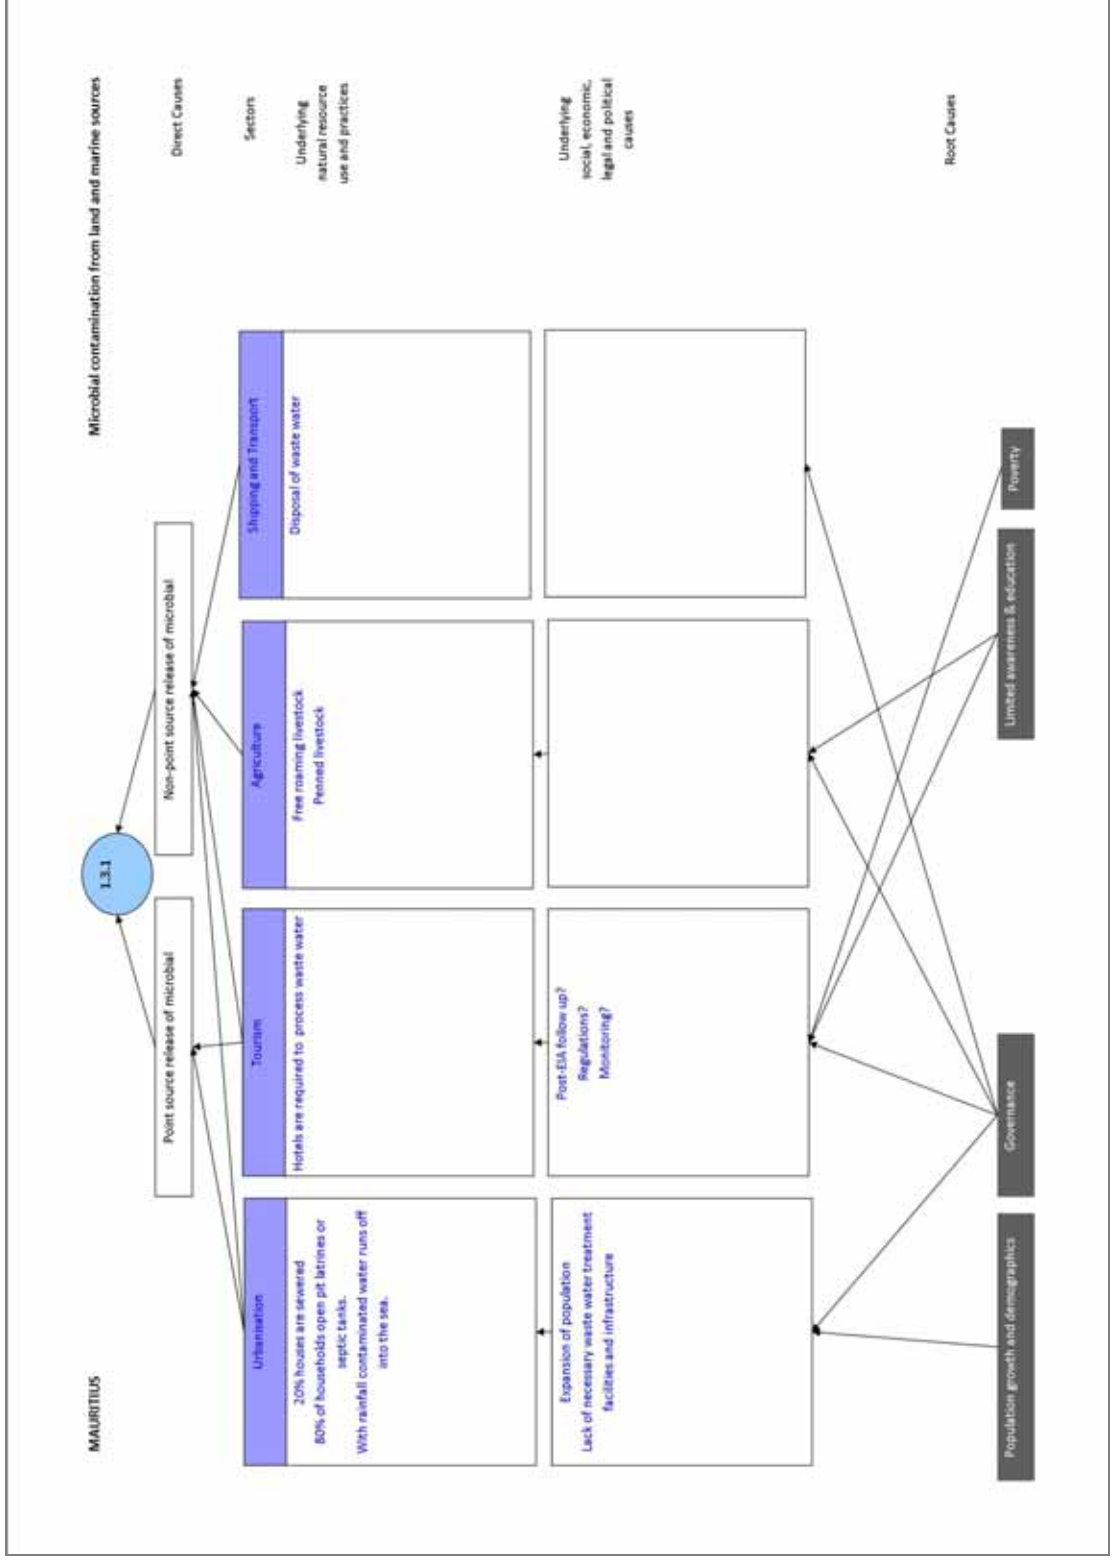 MAURITIUS
Microbial contamination from land and marine sources
1.3.1
Direct Causes
Point source release of microbial
Non-point source release of microbial
Sectors
Urbanisation
Tourism
Agriculture
Shipping and Transport
Underlying
natural resource
use and practices
20% houses are sewered
80% of households open pit latrines or
septic tanks.
With rainfall contaminated water runs off
into the sea.
Hotels are required to process waste water
Free roaming livestock
Penned livestock
Disposal of waste water
Underlying
social, economic,
legal and political
causes
Expansion of population
Lack of necessary waste water treatment
facilities and infrastructure
Post-EIA follow up?
Regulations?
Monitoring?
Root Causes
Population growth and demographics
Governance
Limited awareness & education
Poverty